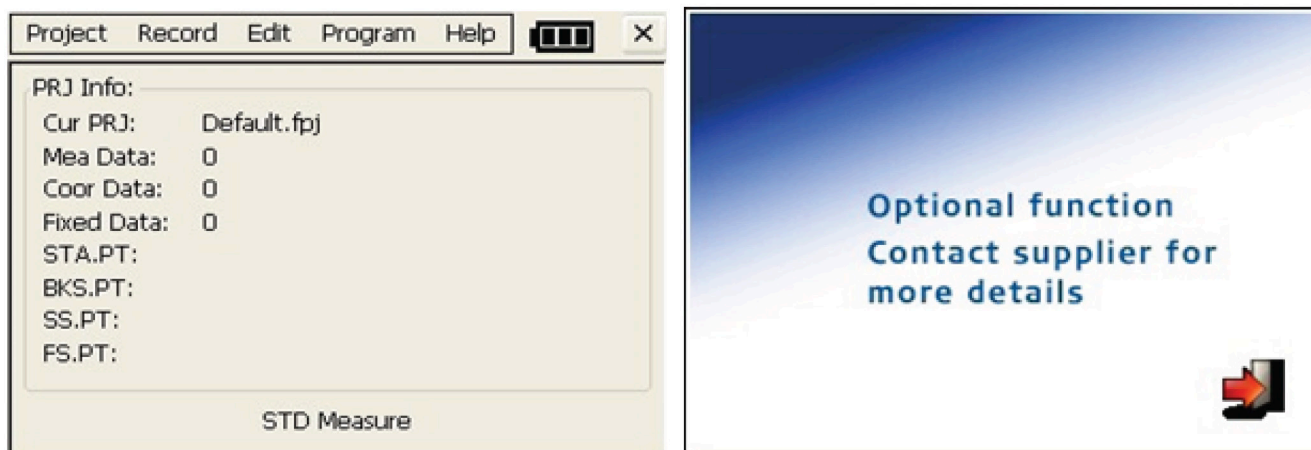 Project Record Edit Program Help
PRJ Info:
Cur PRJ: Default.fpj
Mea Data: 0
Coor Data: 0
Fixed Data: 0
STA.PT:
BKS.PT:
SS.PT:
FS.PT:
STD Measure
Optional function
Contact supplier for
more details